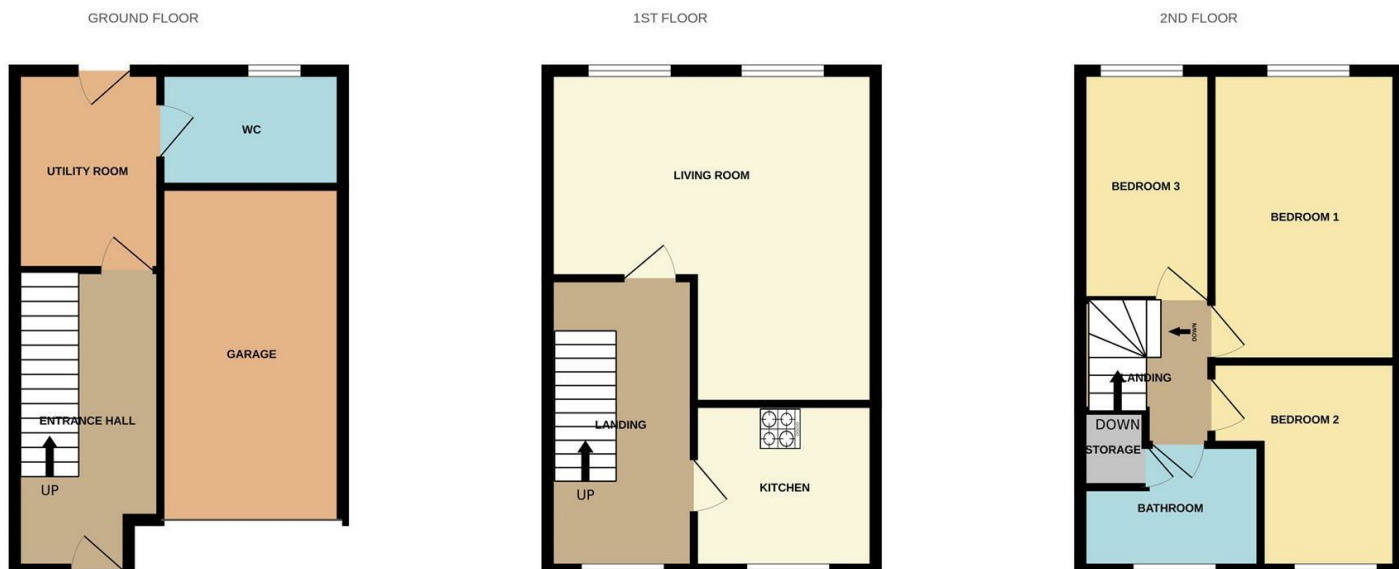 GROUND FLOOR
1ST FLOOR
2ND FLOOR
WC
UTILITY ROOM
GARAGE
ENTRANCE HALL
UP
LIVING ROOM
LANDING
KITCHEN
UP
BEDROOM 3
BEDROOM 1
DOWN
LANDING
BEDROOM 2
DOWN
STORAGE
BATHROOM